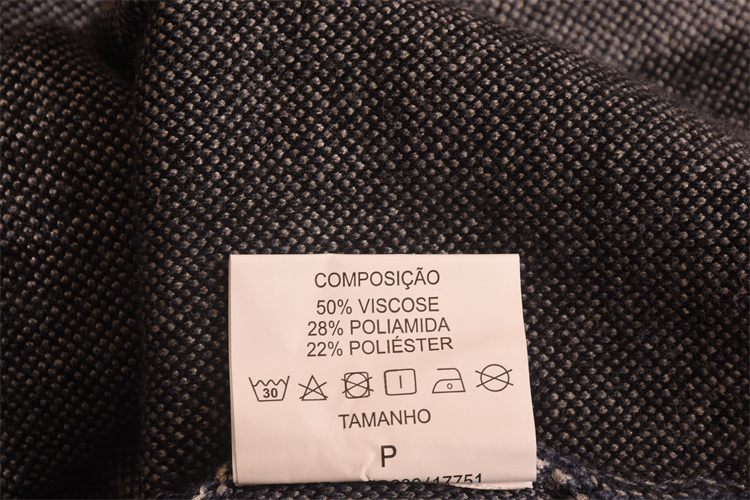 COMPOSIÇÃO
50% VISCOSE
28% POLIAMIDA
22% POLIÉSTER
30
TAMANHO
P